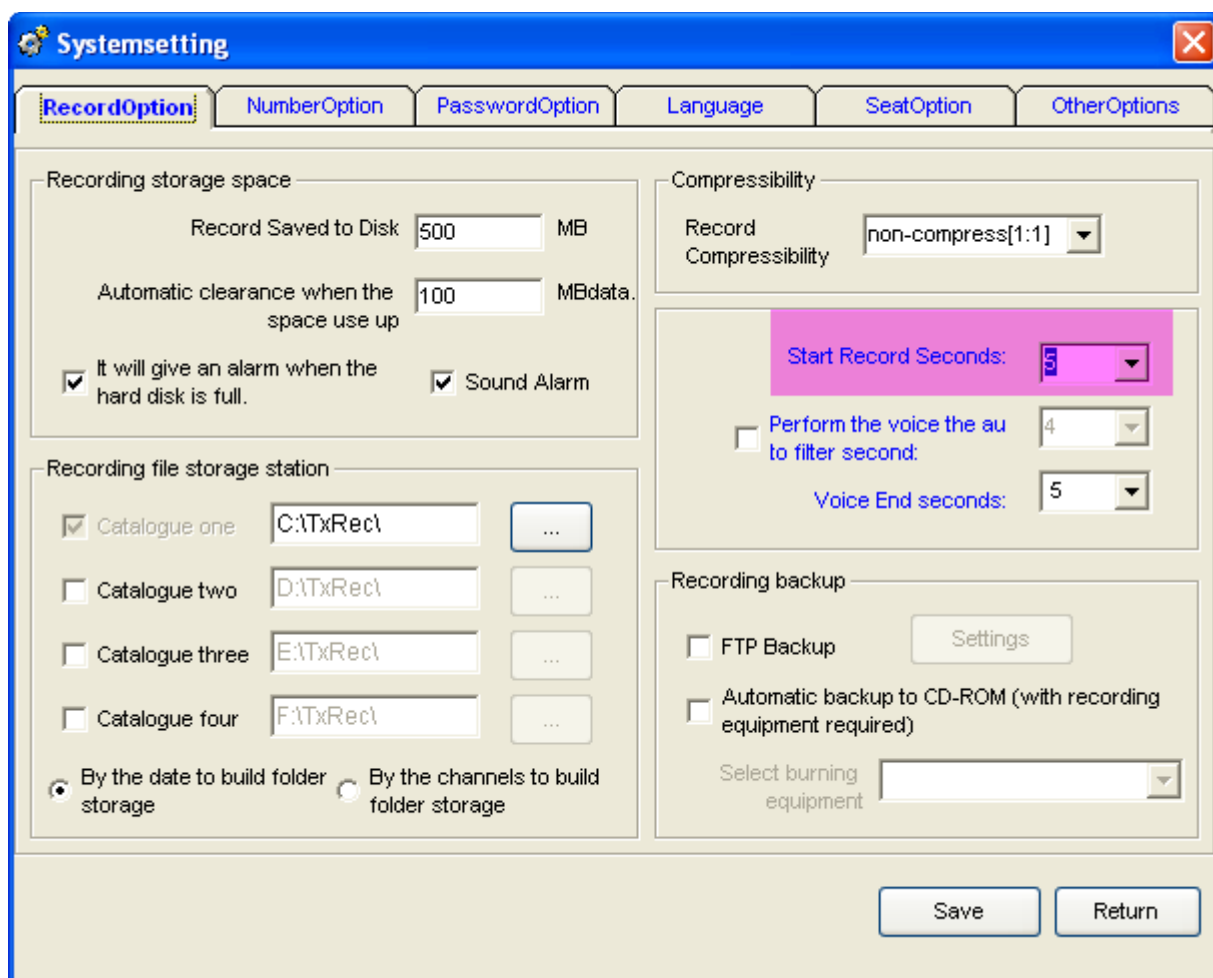 Systemsetting
RecordOption NumberOption PasswordOption Language SeatOption OtherOptions
Recording storage space
Record Saved to Disk 500 MB
Automatic clearance when the
space use up
100 MBdata.
It will give an alarm when the
hard disk is full.
Sound Alarm
Recording file storage station
Catalogue one C:\TxRec\ ...
Catalogue two D:\TxRec\ ...
Catalogue three E:\TxRec\ ...
Catalogue four F:\TxRec\ ...
By the date to build folder
storage
By the channels to build
folder storage
Compressibility
Record
Compressibility
non-compress[1:1]
Start Record Seconds: 5
Perform the voice the au
to filter second:
4
Voice End seconds: 5
Recording backup
FTP Backup Settings
Automatic backup to CD-ROM (with recording
equipment required)
Select burning
equipment
Save Return